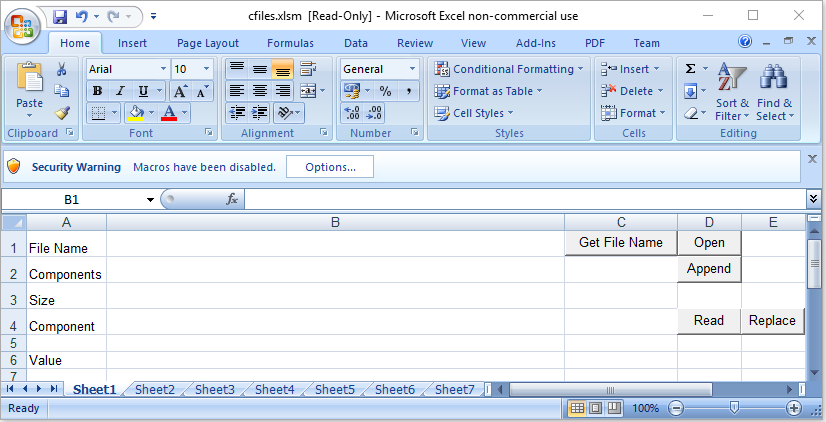 cfiles.xlsm [Read-Only] - Microsoft Excel non-commercial use
Home Insert Page Layout Formulas Data Review View Add-Ins PDF Team
Arial 10 General Conditional Formatting Insert Σ
Paste B I U A A $ % , Format as Table Delete Sort & Find &
.00 .0 Cell Styles Format Filter Select
Clipboard Font Alignment Number Styles Cells Editing
Security Warning Macros have been disabled. Options...
B1 fx
A B C D E
1 File Name Get File Name Open
2 Components Append
3 Size
4 Component Read Replace
5
6 Value
7
Sheet1 Sheet2 Sheet3 Sheet4 Sheet5 Sheet6 Sheet7
Ready 100%